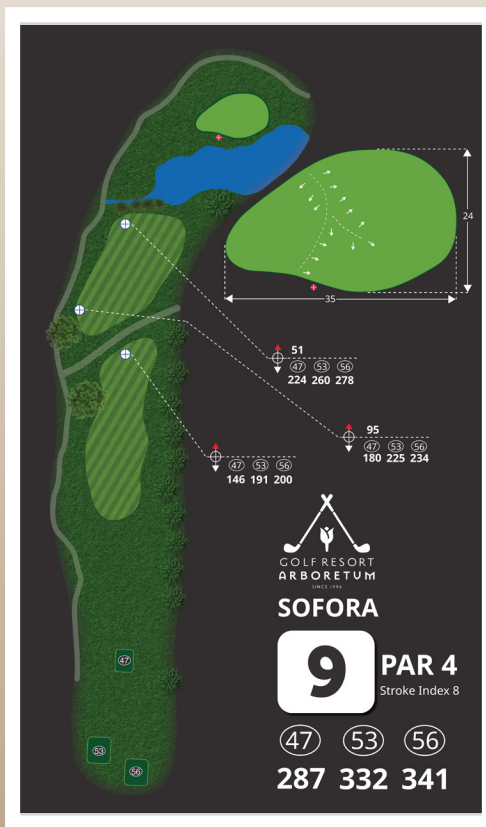 24
35
51
47 53 56
224 260 278
95
47 53 56
180 225 234
47 53 56
146 191 200
GOLF RESORT
ARBORETUM
SINCE 1996
SOFORA
47
9
PAR 4
Stroke Index 8
53
56
47 53 56
287 332 341